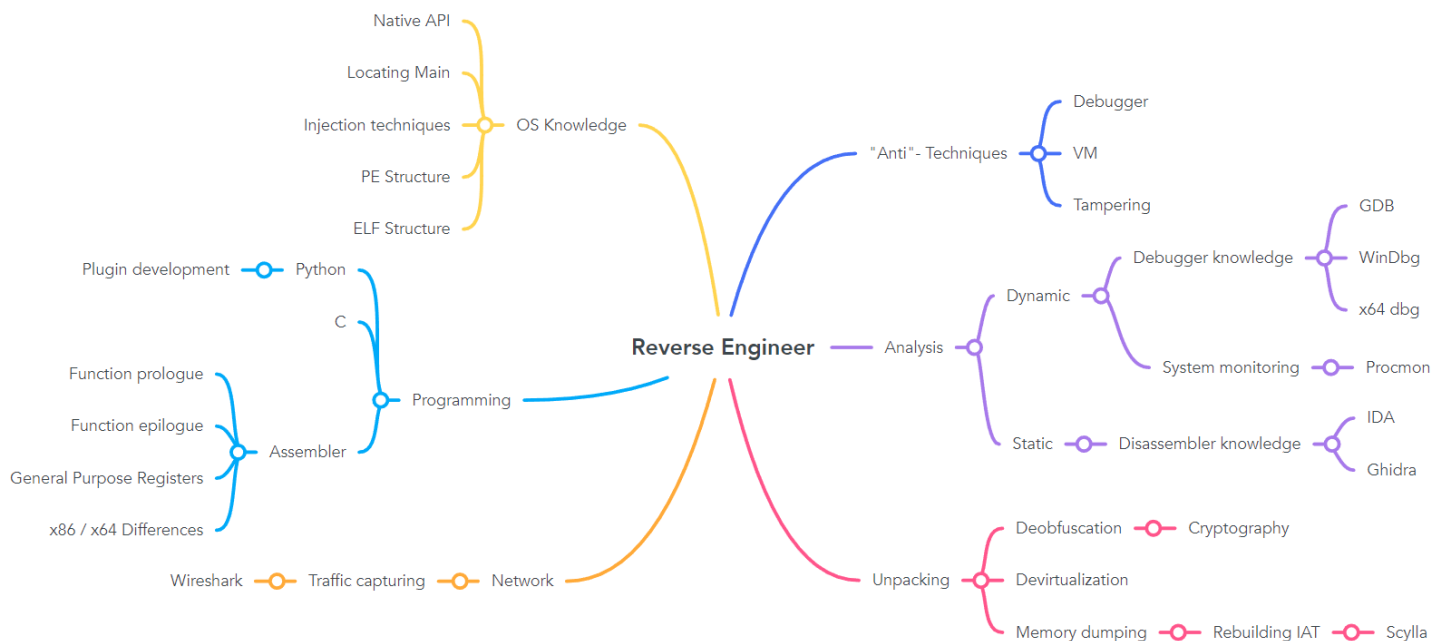 Native API
Locating Main
Injection techniques
PE Structure
ELF Structure
OS Knowledge
Plugin development
Python
C
Function prologue
Function epilogue
General Purpose Registers
x86 / x64 Differences
Assembler
Programming
Wireshark
Traffic capturing
Network
Reverse Engineer
"Anti"- Techniques
Debugger
VM
Tampering
Analysis
Dynamic
Debugger knowledge
GDB
WinDbg
x64 dbg
System monitoring
Procmon
Static
Disassembler knowledge
IDA
Ghidra
Unpacking
Deobfuscation
Cryptography
Devirtualization
Memory dumping
Rebuilding IAT
Scylla